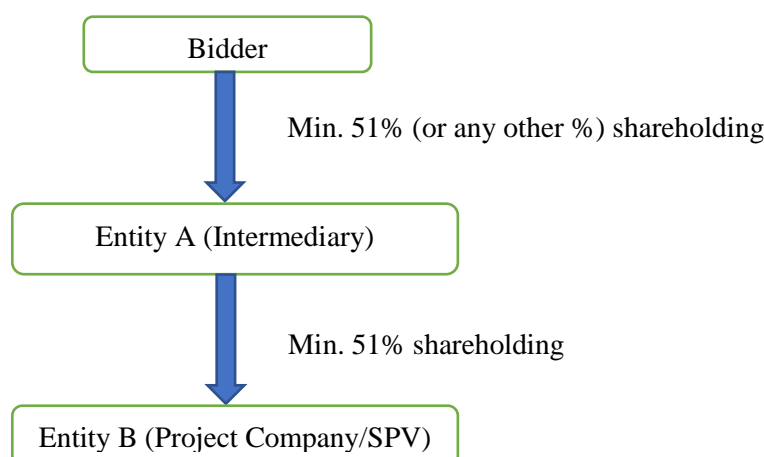 Bidder
Min. 51% (or any other %) shareholding
Entity A (Intermediary)
Min. 51% shareholding
Entity B (Project Company/SPV)